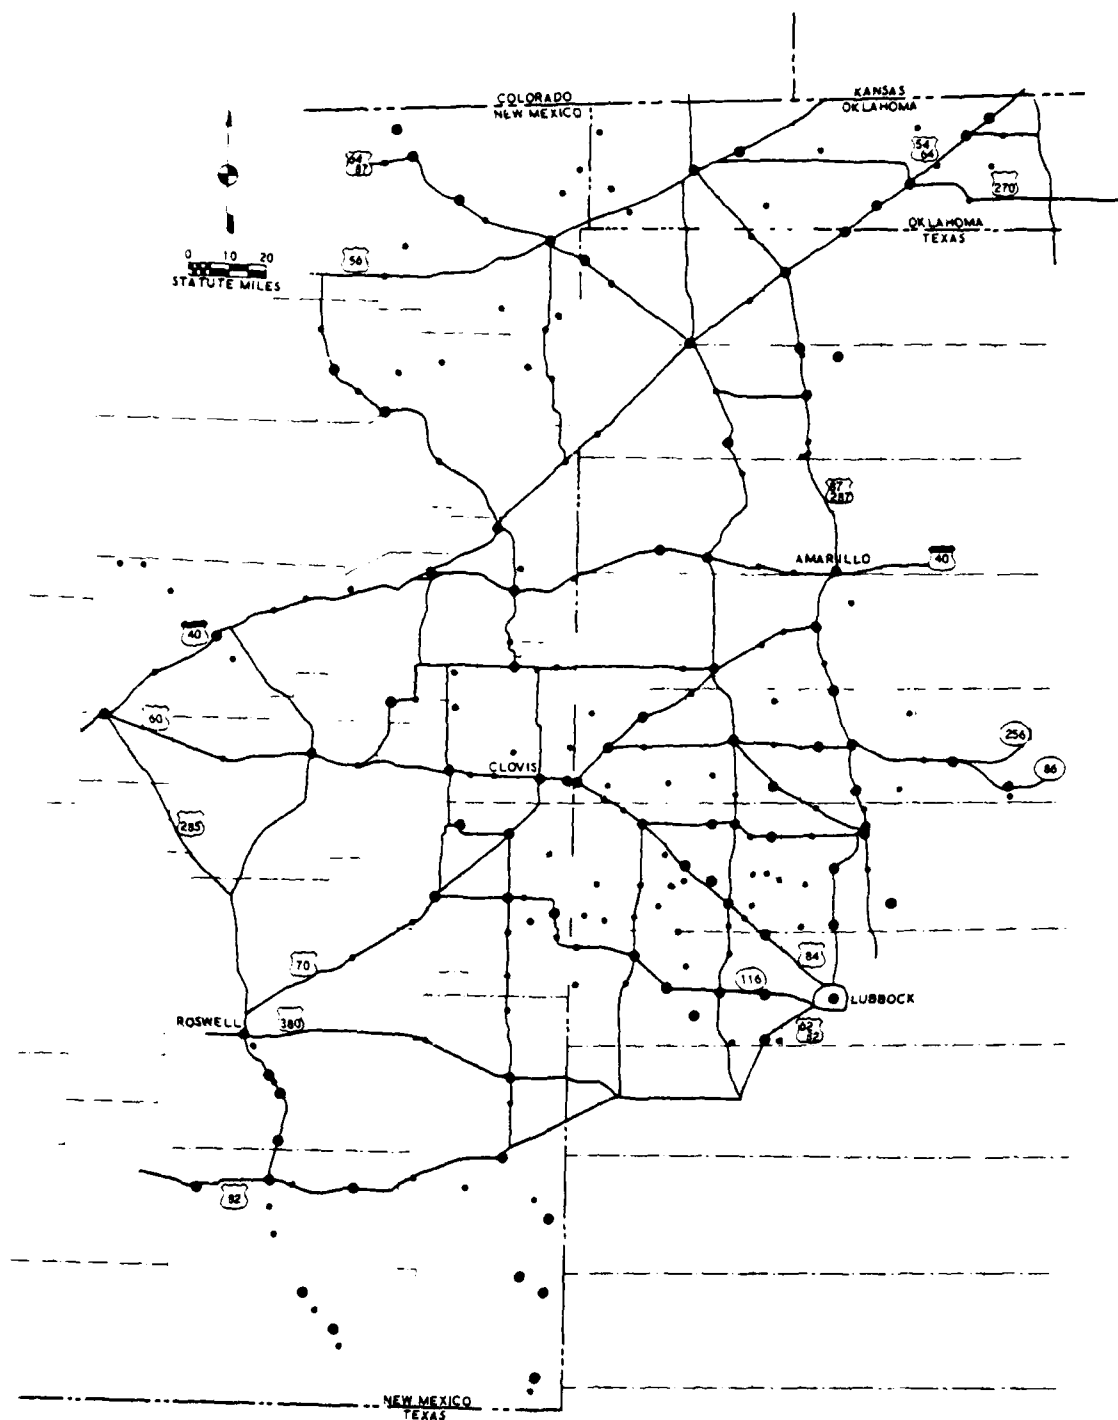 COLORADO
NEW MEXICO
KANSAS
OKLAHOMA
64
87
54
64
270
OKLAHOMA
TEXAS
56
0 10 20
STATUTE MILES
87
287
AMARILLO
40
40
60
256
CLOVIS
86
285
84
70
116
LUBBOCK
ROSWELL
380
62
82
82
NEW MEXICO
TEXAS